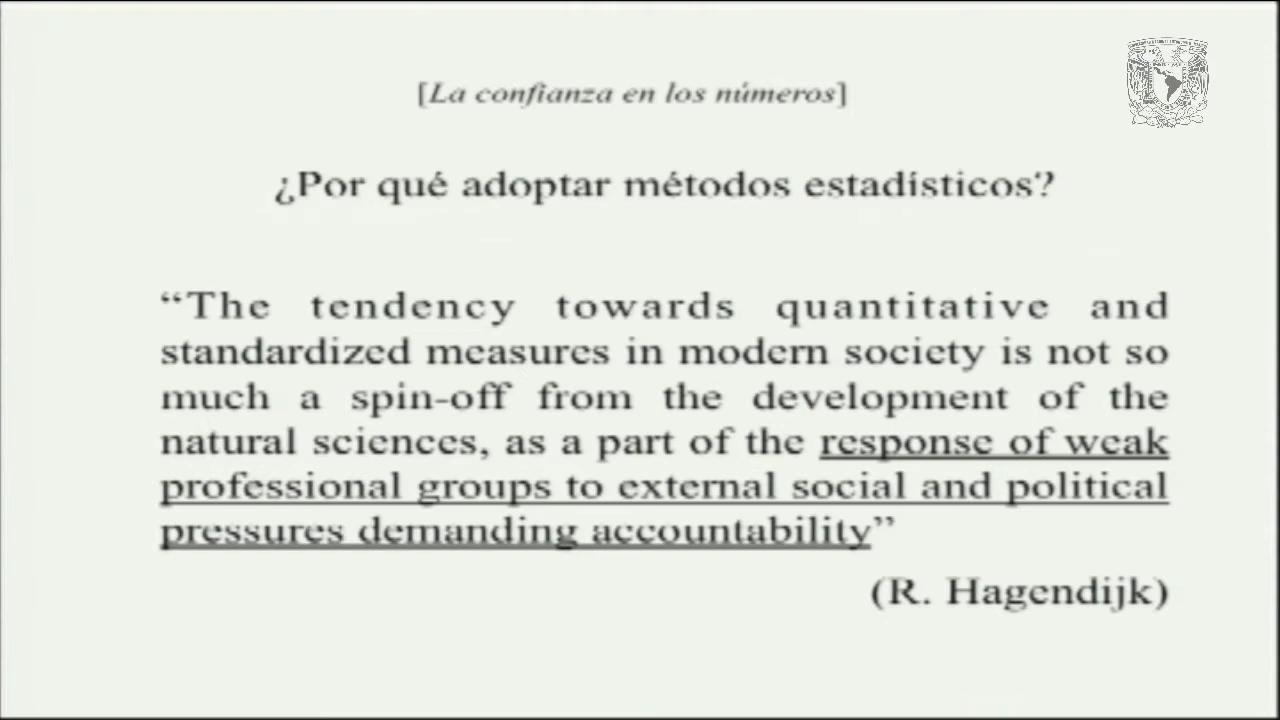 [La confianza en los números]
¿Por qué adoptar métodos estadísticos?
“The tendency towards quantitative and
standardized measures in modern society is not so
much a spin-off from the development of the
natural sciences, as a part of the response of weak
professional groups to external social and political
pressures demanding accountability”
(R. Hagendijk)